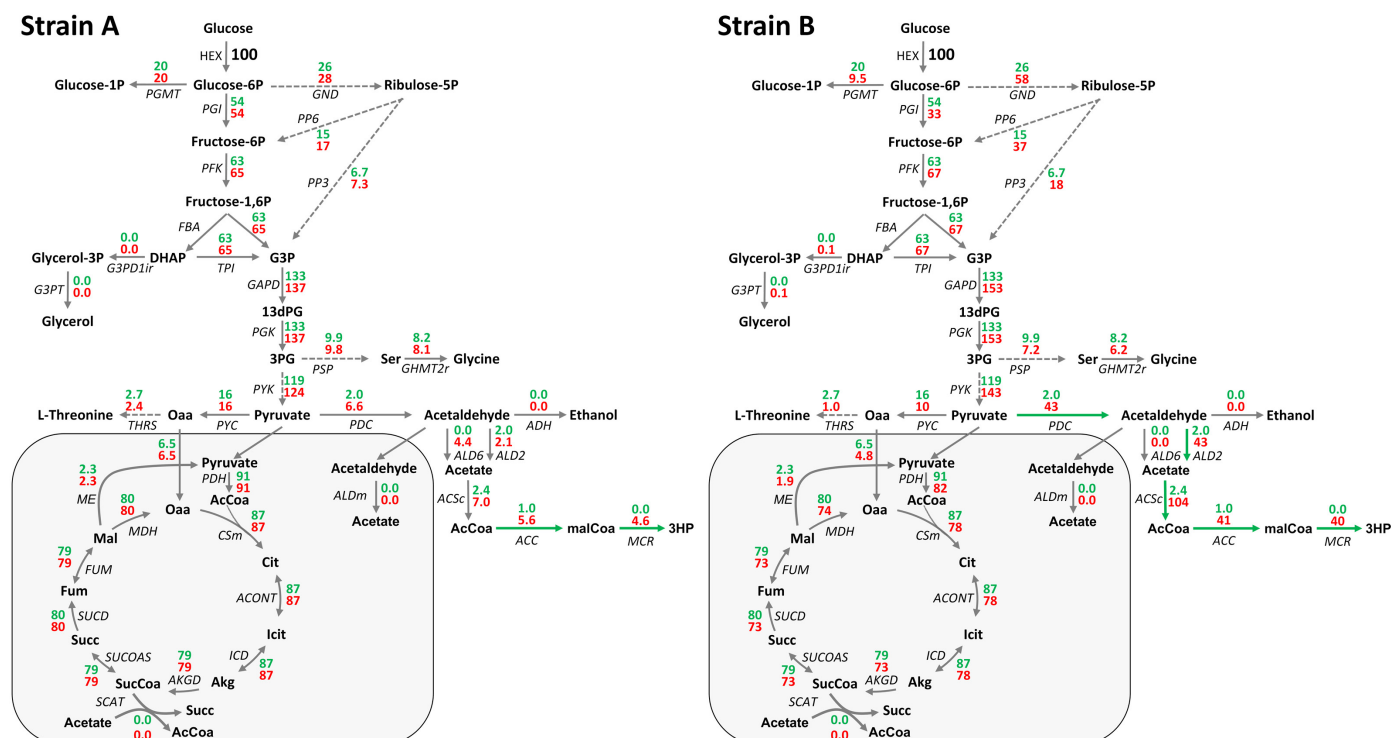 Strain A
Glucose
HEX 100
20
26
Glucose-1P 20 Glucose-6P 28 Ribulose-5P
PGMT GND
PGI 54
54
PP6
15
17
Fructose-6P
PFK 63
65
6.7
PP3 7.3
Fructose-1,6P
FBA 63
65
0.0 63
Glycerol-3P 0.0 DHAP 65 G3P
G3PD1ir TPI
G3PT 0.0
0.0
GAPD 133
137
Glycerol
13dPG
PGK 133
137
9.9 8.2
3PG 9.8 Ser 8.1 Glycine
PSP GHMT2r
PYK 119
124
2.7 16 2.0 0.0
L-Threonine 2.4 Oaa 16 Pyruvate 6.6 Acetaldehyde 0.0 Ethanol
THRS PYC PDC ADH
6.5
6.5
0.0 2.0
4.4 2.1
ALD6 ALD2
2.3
2.3
ME
Pyruvate
PDH 91
91
Acetaldehyde
ALDm 0.0
0.0
Acetate
Acetate
80
80
MDH
AcCoa
Oaa
87
87
CSm
ACSc 2.4
7.0
1.0 0.0
AcCoa 5.6 malCoa 4.6 3HP
ACC MCR
Mal
79
79
FUM
Cit
Fum
ACONT 87
87
80
80
SUCD
Succ
Icit
SUCOAS
79
79
79
79
AKGD
ICD 87
87
SucCoa
Akg
SCAT
Acetate
Succ
0.0
0.0
AcCoa
Strain B
Glucose
HEX 100
20
26
Glucose-1P 9.5 Glucose-6P 58 Ribulose-5P
PGMT GND
PGI 54
33
PP6
15
37
Fructose-6P
PFK 63
67
6.7
PP3 18
Fructose-1,6P
FBA 63
67
0.0 63
Glycerol-3P 0.1 DHAP 67 G3P
G3PD1ir TPI
G3PT 0.0
0.1
GAPD 133
153
Glycerol
13dPG
PGK 133
153
9.9 8.2
3PG 7.2 Ser 6.2 Glycine
PSP GHMT2r
PYK 119
143
2.7 16 2.0 0.0
L-Threonine 1.0 Oaa 10 Pyruvate 43 Acetaldehyde 0.0 Ethanol
THRS PYC PDC ADH
6.5
4.8
0.0 2.0
0.0 43
ALD6 ALD2
2.3
1.9
ME
Pyruvate
PDH 91
82
Acetaldehyde
ALDm 0.0
0.0
Acetate
Acetate
80
74
MDH
AcCoa
Oaa
87
78
CSm
ACSc 2.4
104
1.0 0.0
AcCoa 41 malCoa 40 3HP
ACC MCR
Mal
79
73
FUM
Cit
Fum
ACONT 87
78
80
73
SUCD
Succ
Icit
SUCOAS
79
73
79
73
AKGD
ICD 87
78
SucCoa
Akg
SCAT
Acetate
Succ
0.0
0.0
AcCoa